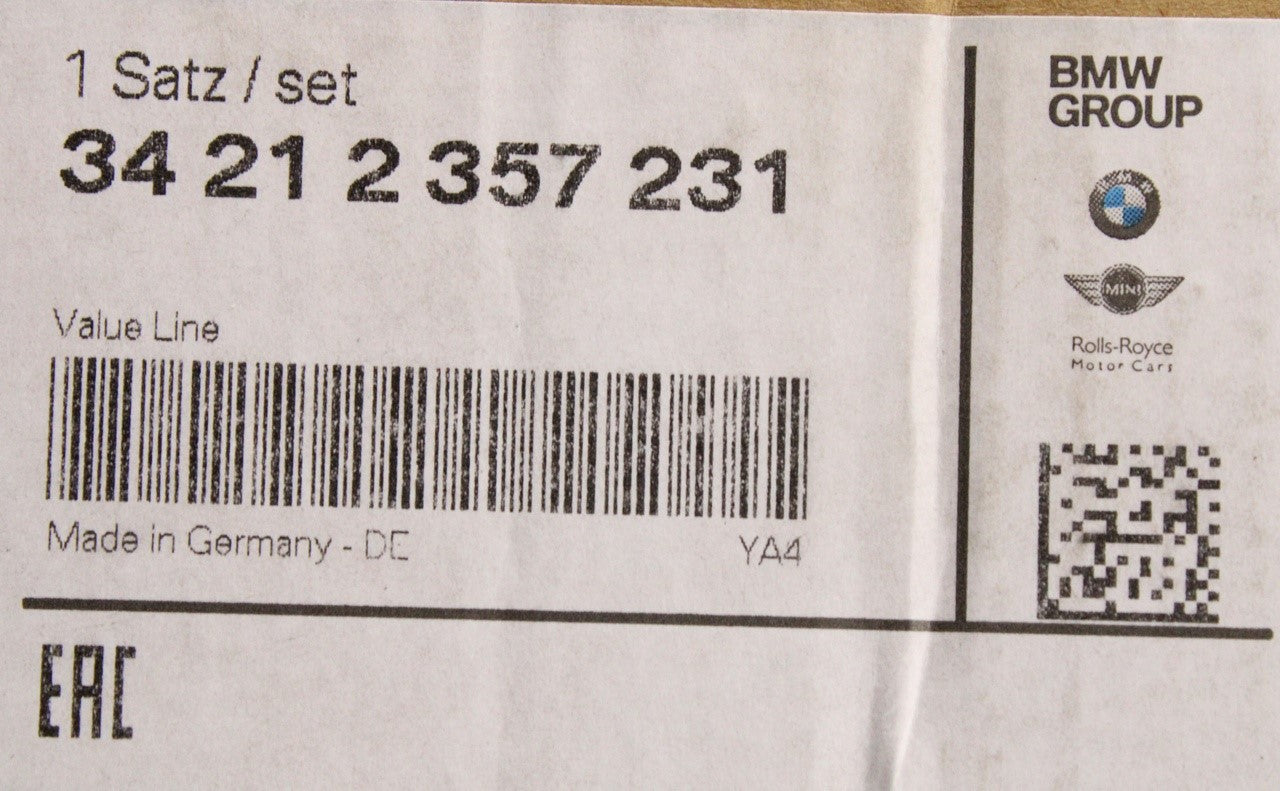 1 Satz / set
34 21 2 357 231
Value Line
Made in Germany - DE
YA4
EAC
BMW
GROUP
BMW
MINI
Rolls-Royce
Motor Cars